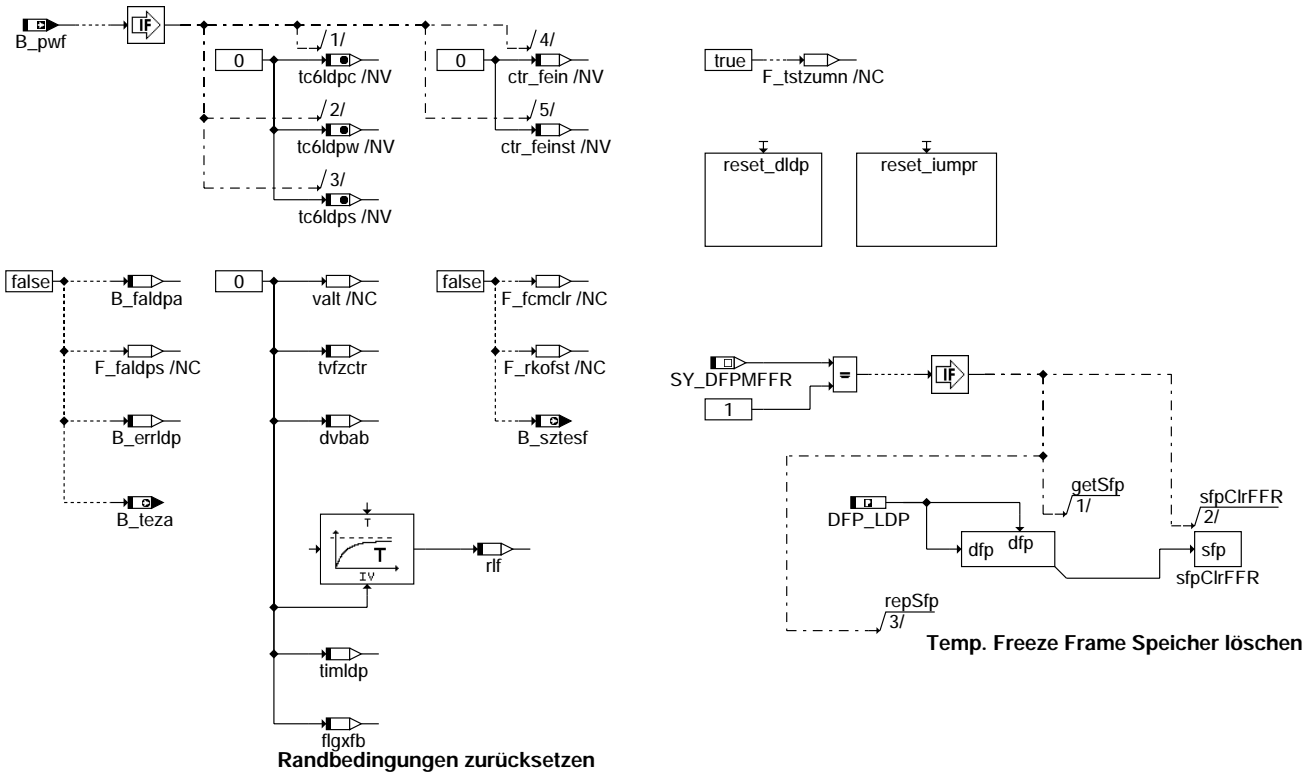 B_pwf
IF
1/
0
tc6ldpc /NV
2/
tc6ldpw /NV
3/
tc6ldps /NV
4/
0
ctr_fein /NV
5/
ctr_feinst /NV
true
F_tstzumn /NC
reset_dldp
reset_iumpr
false
B_faldpa
F_faldps /NC
B_errldp
B_teza
0
valt /NC
tvfzctr
dvbab
T
T
IV
rlf
timldp
flgxfb
Randbedingungen zurücksetzen
false
F_fcmclr /NC
F_rkofst /NC
B_sztesf
SY_DFPMFFR
1
=
IF
getSfp
1/
sfpClrFFR
2/
DFP_LDP
dfp
dfp
sfp
sfpClrFFR
repSfp
3/
Temp. Freeze Frame Speicher löschen